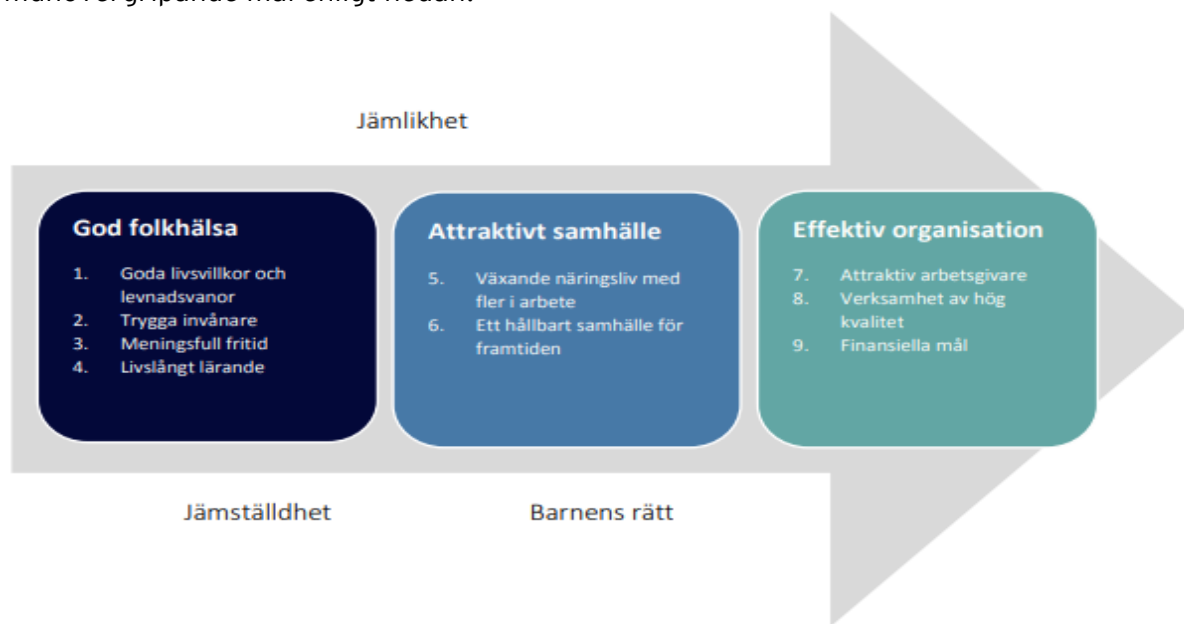 Jämlikhet
God folkhälsa
1. Goda livsvillkor och
levnadsvanor
2. Trygga invånare
3. Meningsfull fritid
4. Livslångt lärande
Attraktivt samhälle
5. Växande näringsliv med
fler i arbete
6. Ett hållbart samhälle för
framtiden
Effektiv organisation
7. Attraktiv arbetsgivare
8. Verksamhet av hög
kvalitet
9. Finansiella mål
Jämställdhet
Barnens rätt